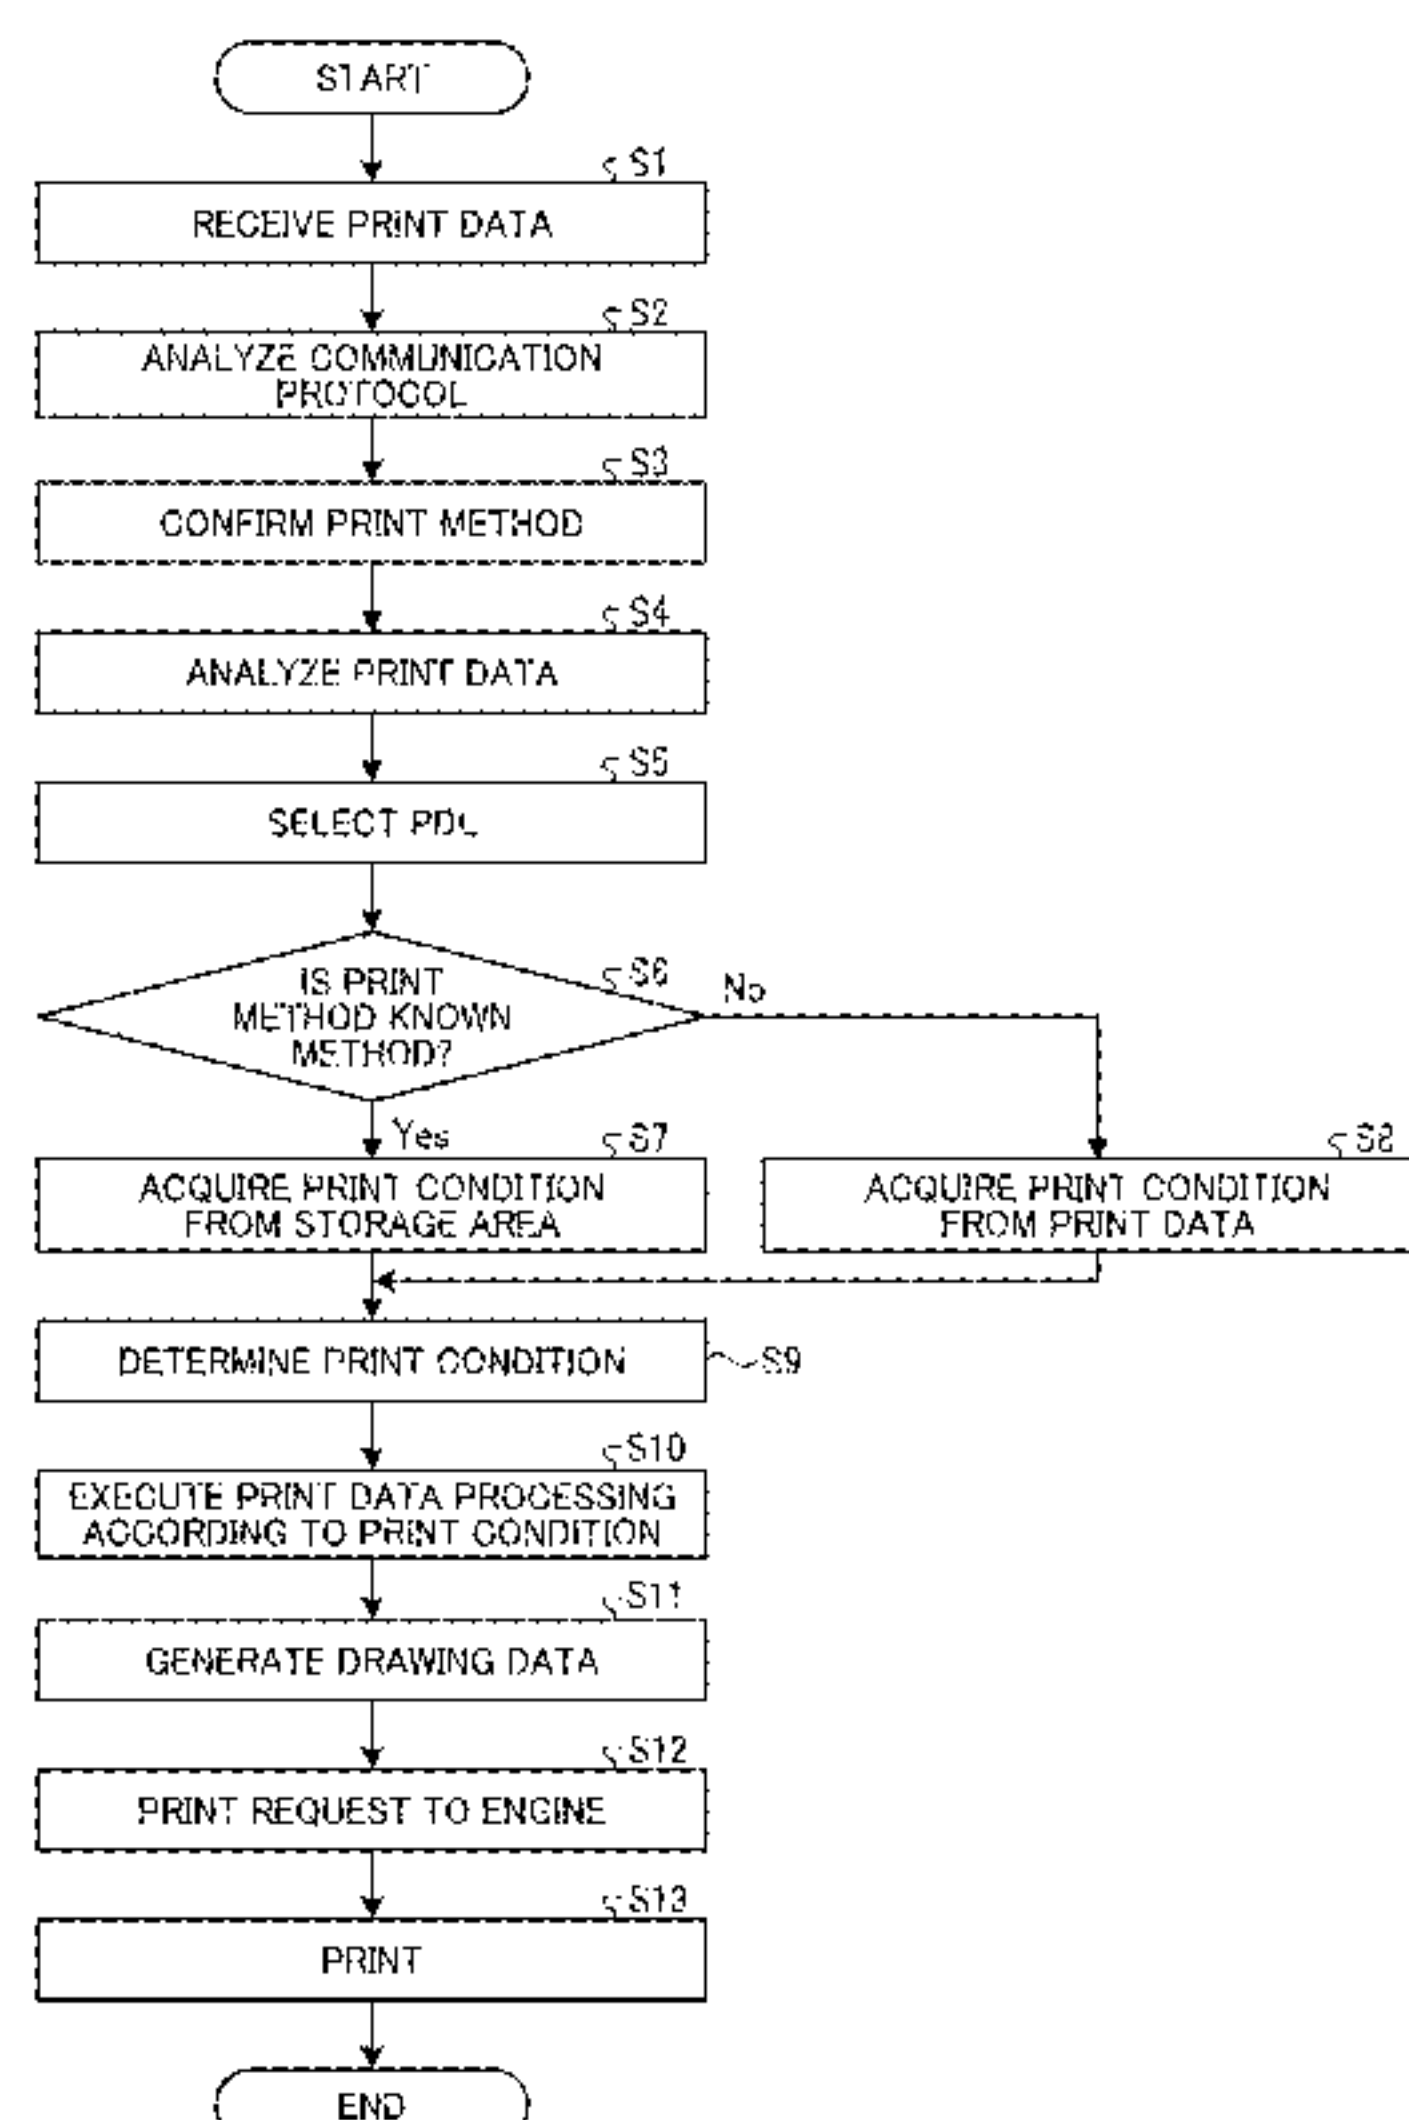 START
S1
RECEIVE PRINT DATA
S2
ANALYZE COMMUNICATION
PROTOCOL
S3
CONFIRM PRINT METHOD
S4
ANALYZE PRINT DATA
S5
SELECT PDL
S6
IS PRINT
METHOD KNOWN
METHOD?
No
Yes
S7
ACQUIRE PRINT CONDITION
FROM STORAGE AREA
S8
ACQUIRE PRINT CONDITION
FROM PRINT DATA
DETERMINE PRINT CONDITION
S9
S10
EXECUTE PRINT DATA PROCESSING
ACCORDING TO PRINT CONDITION
S11
GENERATE DRAWING DATA
S12
PRINT REQUEST TO ENGINE
S13
PRINT
END